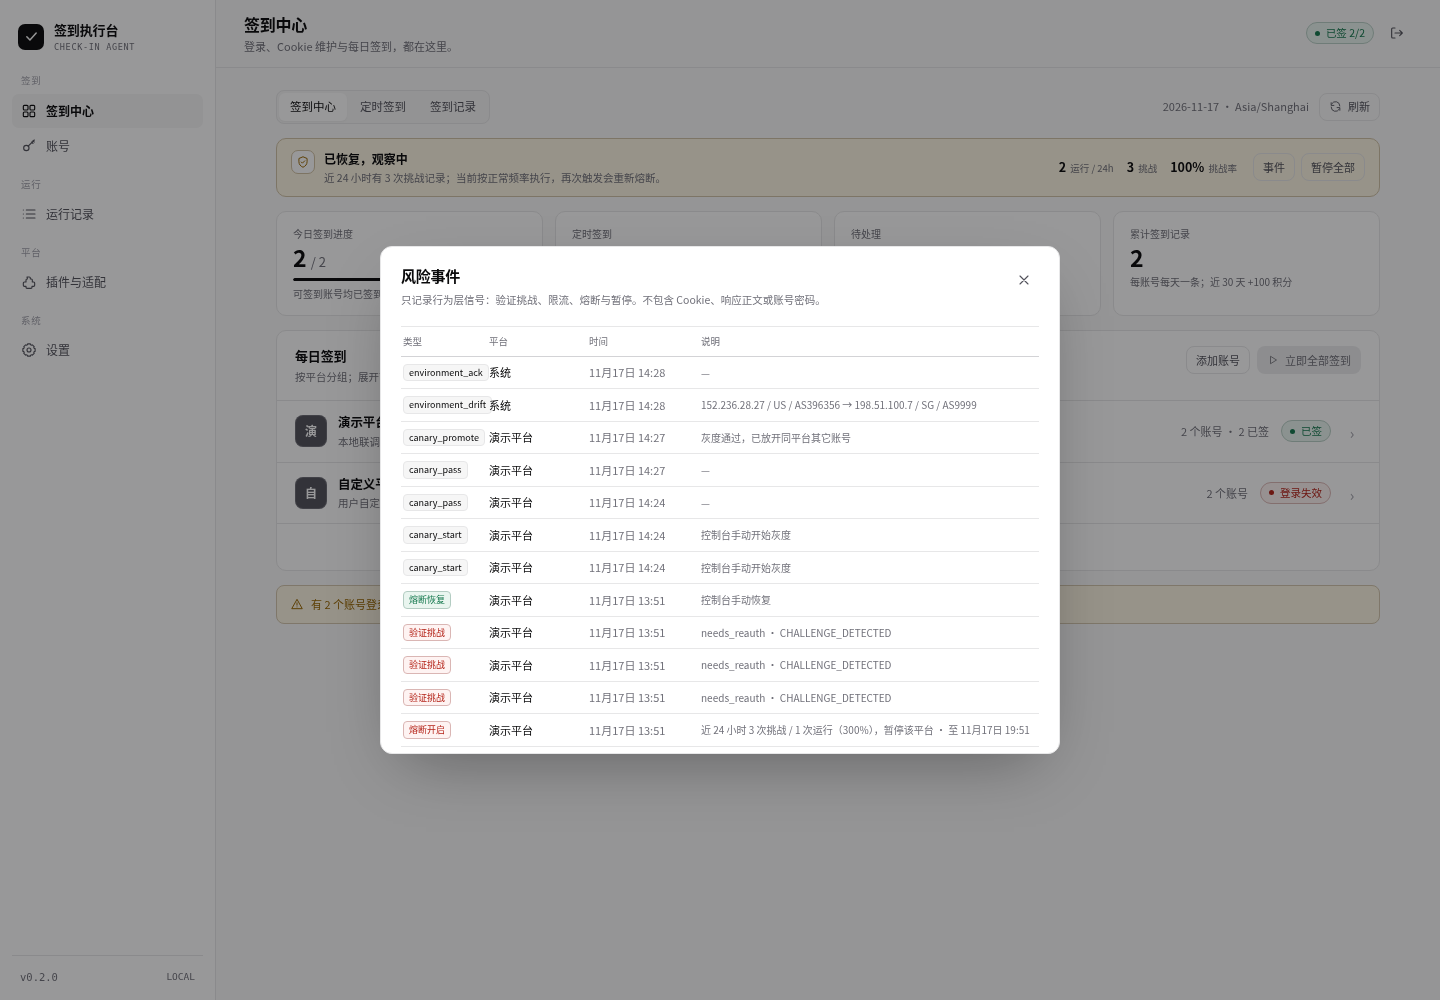 签到执行台
CHECK-IN AGENT
签到
签到中心
账号
运行
运行记录
平台
插件与适配
系统
设置
v0.2.0 LOCAL
签到中心
登录、Cookie 维护与每日签到，都在这里。
已签 2/2
签到中心 定时签到 签到记录
2026-11-17 · Asia/Shanghai 刷新
已恢复，观察中
近 24 小时有 3 次挑战记录；当前按正常频率执行，再次触发会重新熔断。
2 运行 / 24h 3 挑战 100% 挑战率 事件 暂停全部
今日签到进度
2 / 2
可签到账号均已签到
定时签到
待处理
累计签到记录
2
每账号每天一条；近 30 天 +100 积分
每日签到
按平台分组；展开
添加账号 立即全部签到
演 演示平台
本地联调
2 个账号 · 2 已签 已签 ›
自 自定义平
用户自定
2 个账号 登录失效 ›
有 2 个账号登
风险事件
只记录行为层信号：验证挑战、限流、熔断与暂停。不包含 Cookie、响应正文或账号密码。
类型 平台 时间 说明
environment_ack 系统 11月17日 14:28 —
environment_drift 系统 11月17日 14:28 152.236.28.27 / US / AS396356 → 198.51.100.7 / SG / AS9999
canary_promote 演示平台 11月17日 14:27 灰度通过，已放开同平台其它账号
canary_pass 演示平台 11月17日 14:27 —
canary_pass 演示平台 11月17日 14:24 —
canary_start 演示平台 11月17日 14:24 控制台手动开始灰度
canary_start 演示平台 11月17日 14:24 控制台手动开始灰度
熔断恢复 演示平台 11月17日 13:51 控制台手动恢复
验证挑战 演示平台 11月17日 13:51 needs_reauth · CHALLENGE_DETECTED
验证挑战 演示平台 11月17日 13:51 needs_reauth · CHALLENGE_DETECTED
验证挑战 演示平台 11月17日 13:51 needs_reauth · CHALLENGE_DETECTED
熔断开启 演示平台 11月17日 13:51 近 24 小时 3 次挑战 / 1 次运行（300%），暂停该平台 · 至 11月17日 19:51